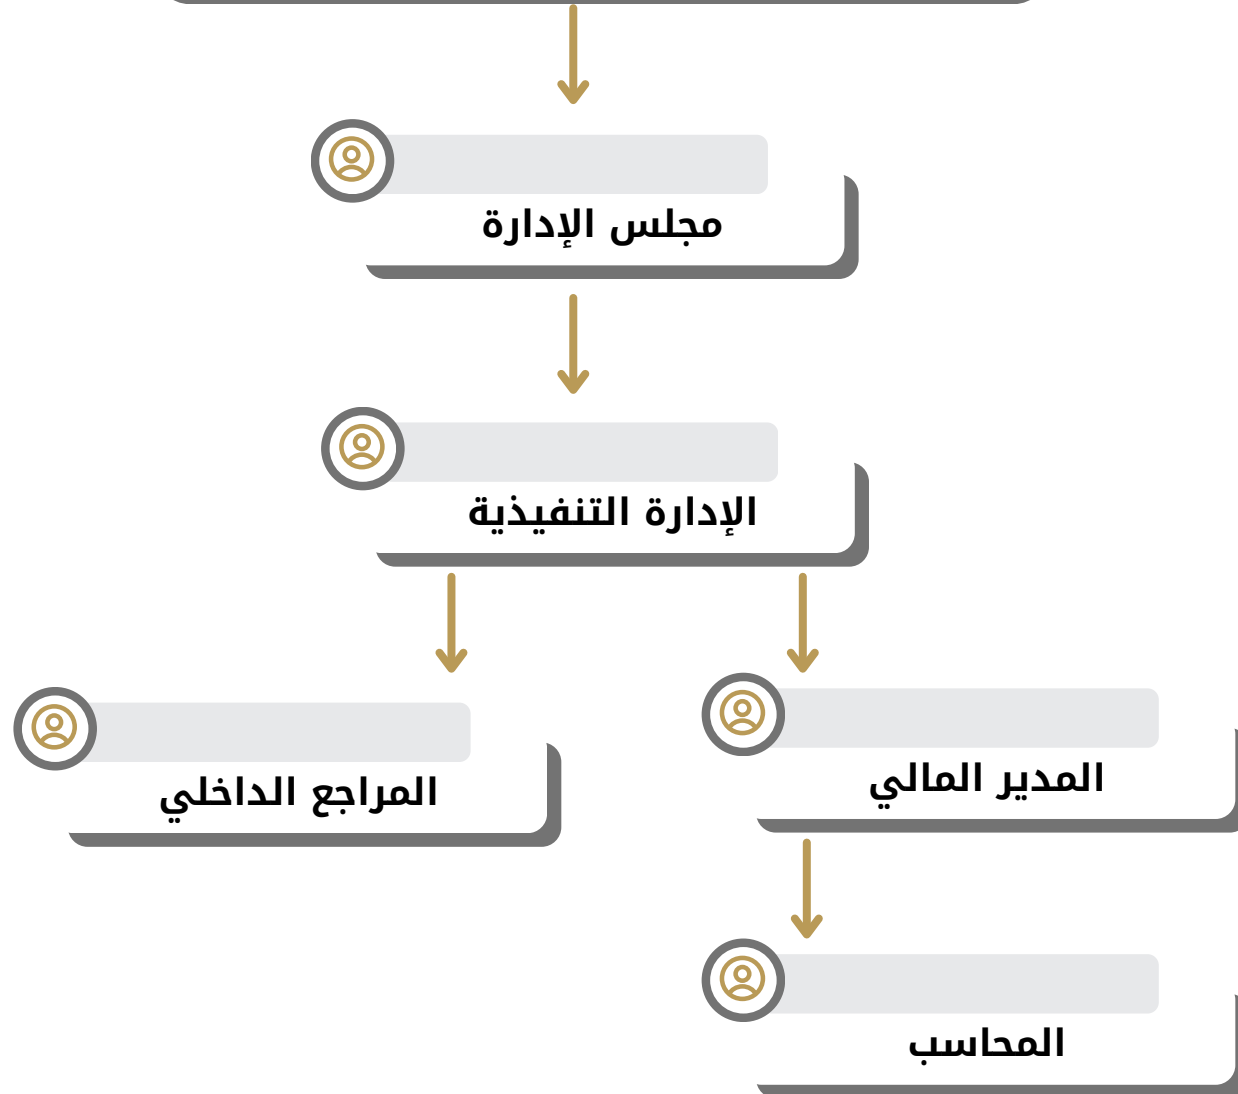 مجلس الإدارة
الإدارة التنفيذية
المدير المالي
المراجع الداخلي
المحاسب